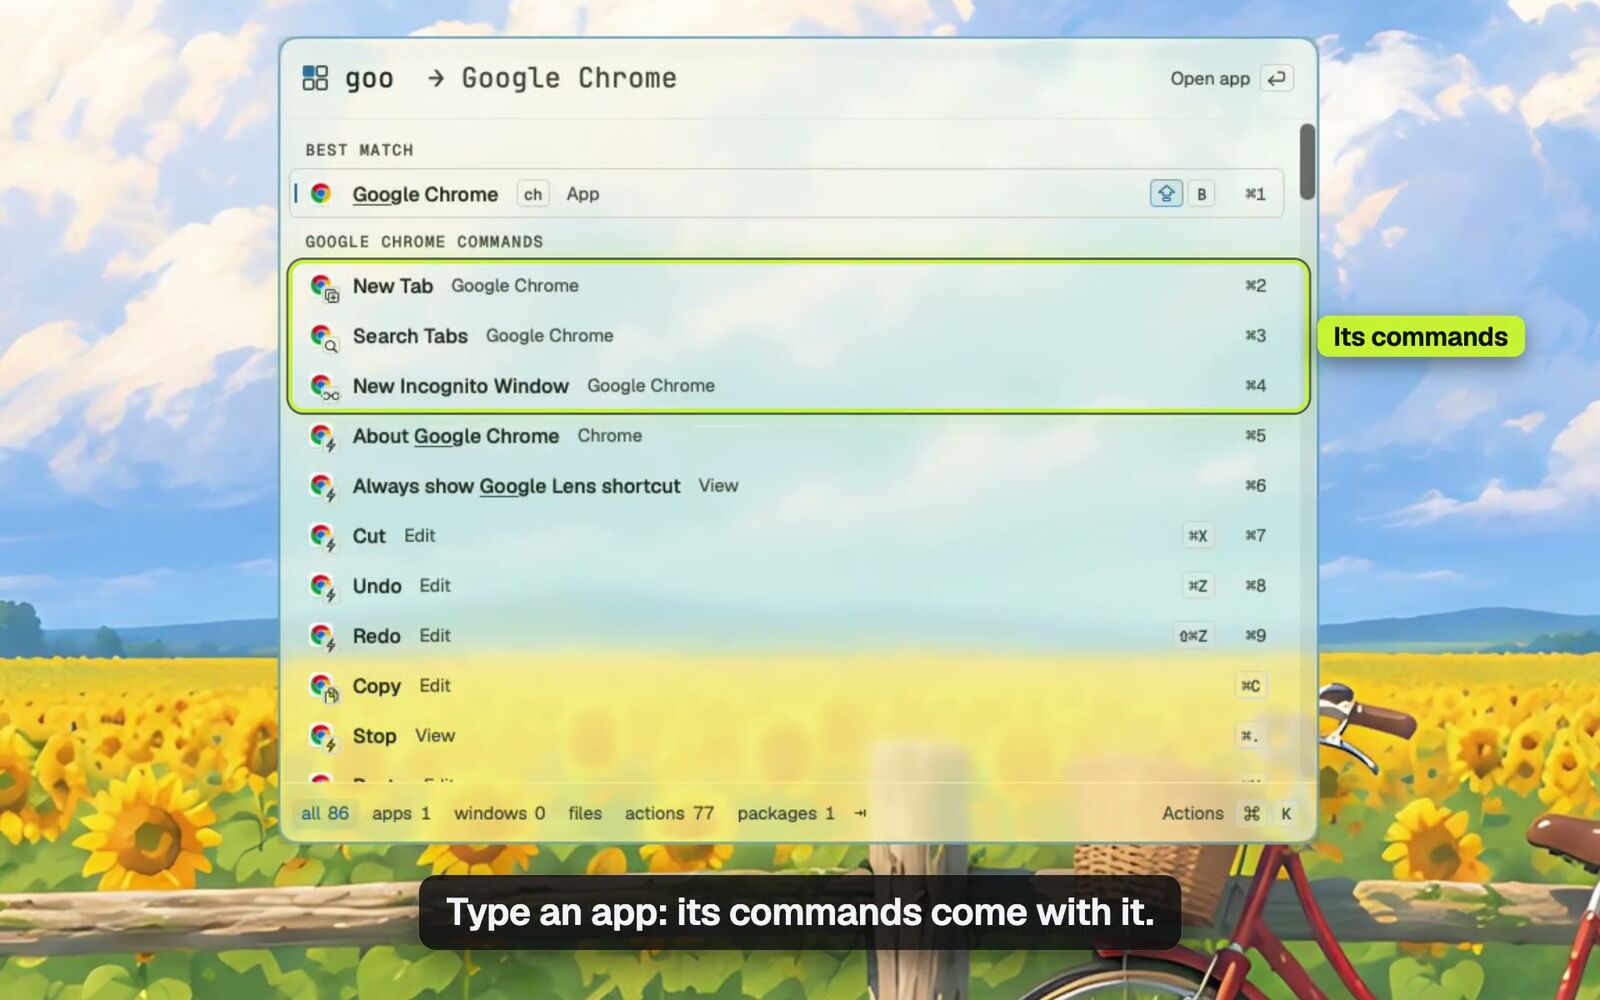 goo → Google Chrome Open app ↩
BEST MATCH
Google Chrome ch App ⇧ B ⌘1
GOOGLE CHROME COMMANDS
New Tab Google Chrome ⌘2
Search Tabs Google Chrome ⌘3
Its commands
New Incognito Window Google Chrome ⌘4
About Google Chrome Chrome ⌘5
Always show Google Lens shortcut View ⌘6
Cut Edit ⌘X ⌘7
Undo Edit ⌘Z ⌘8
Redo Edit ⇧⌘Z ⌘9
Copy Edit ⌘C
Stop View ⌘.
all 86 apps 1 windows 0 files actions 77 packages 1 ⇥ Actions ⌘ K
Type an app: its commands come with it.